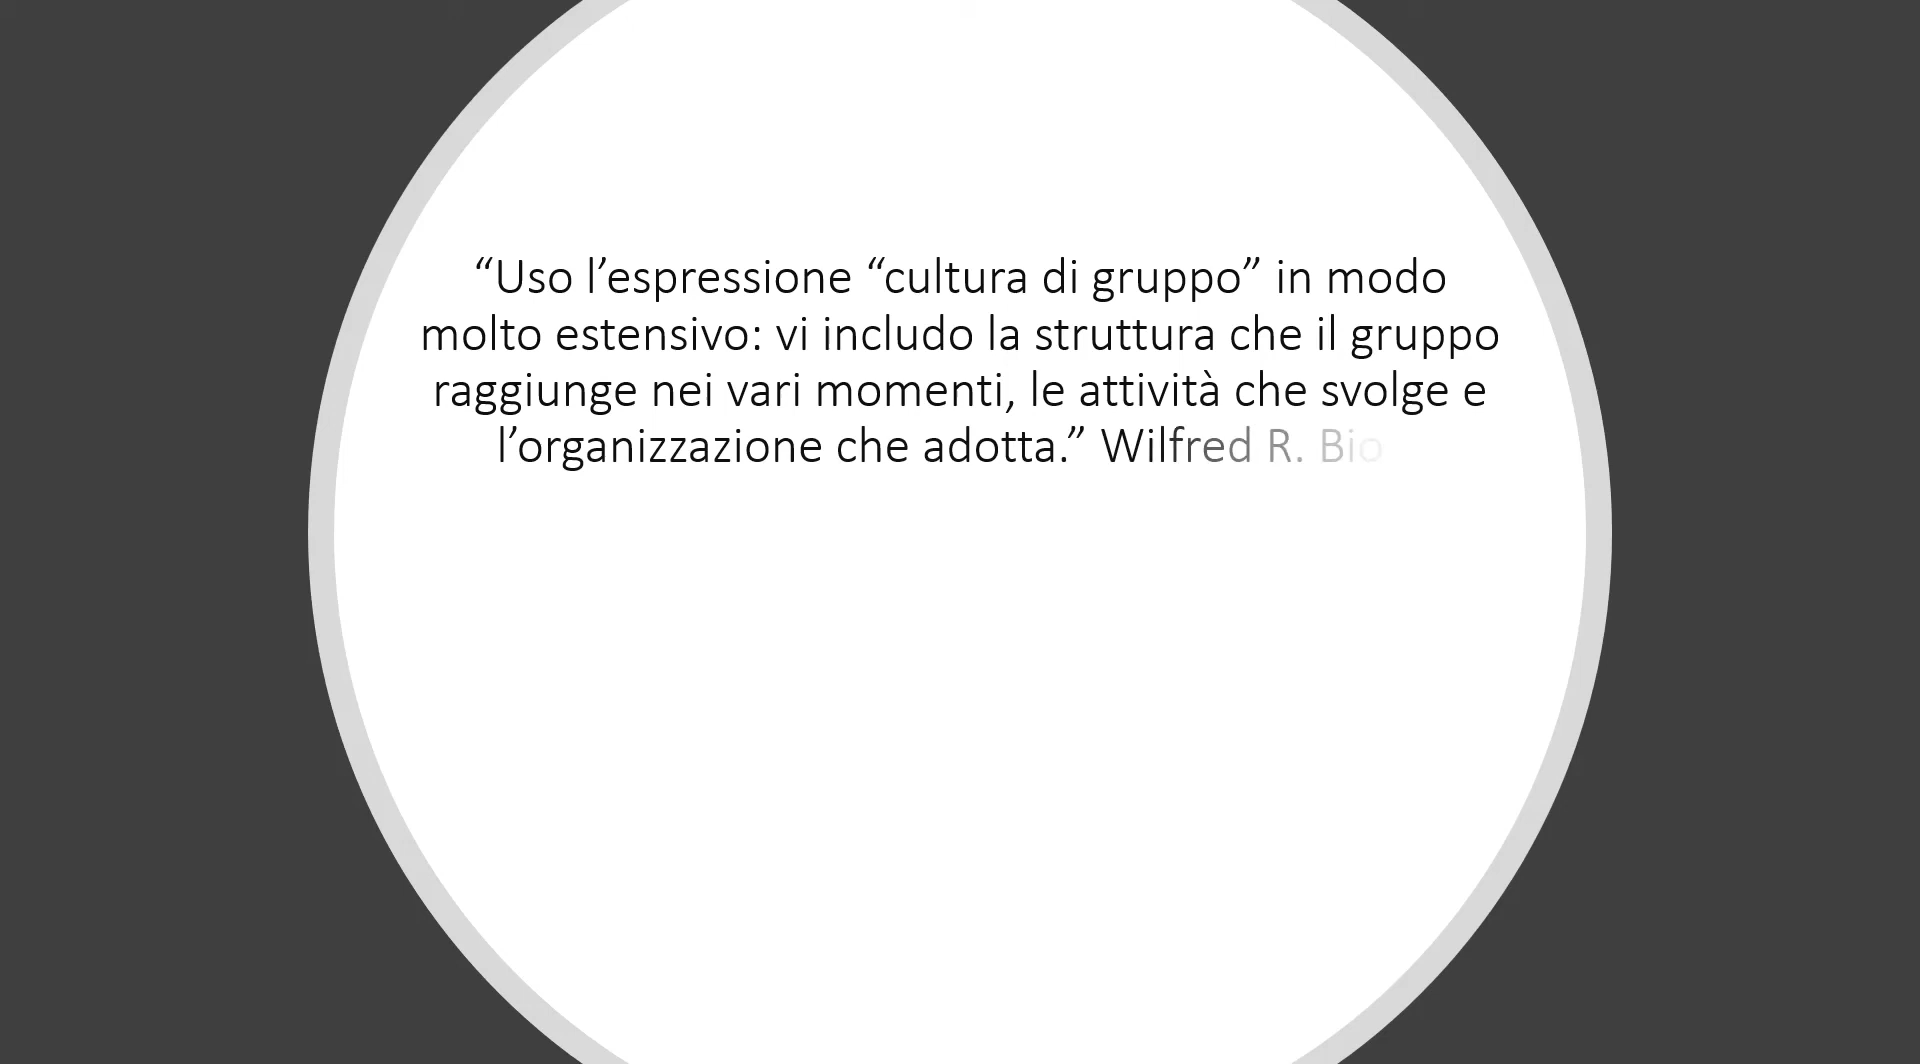 “Uso l’espressione “cultura di gruppo” in modo
molto estensivo: vi includo la struttura che il gruppo
raggiunge nei vari momenti, le attività che svolge e
l’organizzazione che adotta.” Wilfred R. Bio